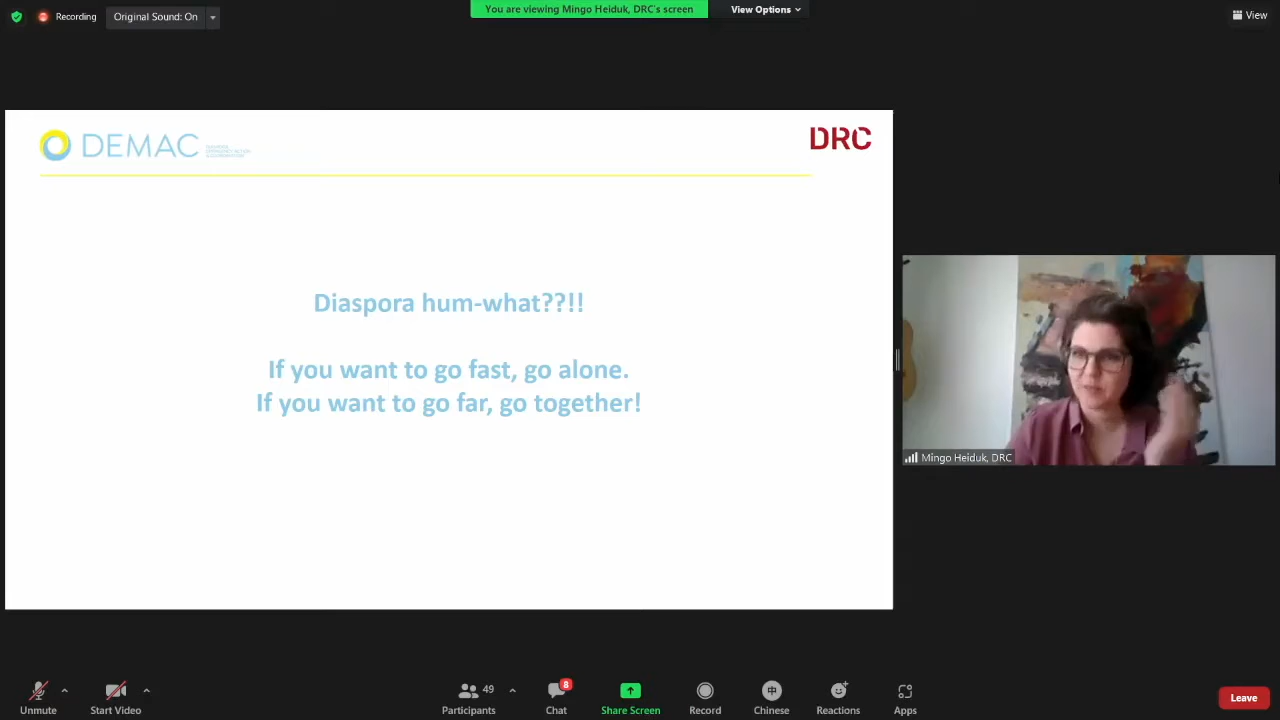 Recording
Original Sound: On
You are viewing Mingo Heiduk, DRC's screen
View Options
View
DEMAC
DRC
Diaspora hum-what??!!
If you want to go fast, go alone.
If you want to go far, go together!
Mingo Heiduk, DRC
Unmute
Start Video
49
Participants
8
Chat
Share Screen
Record
中
Chinese
Reactions
Apps
Leave